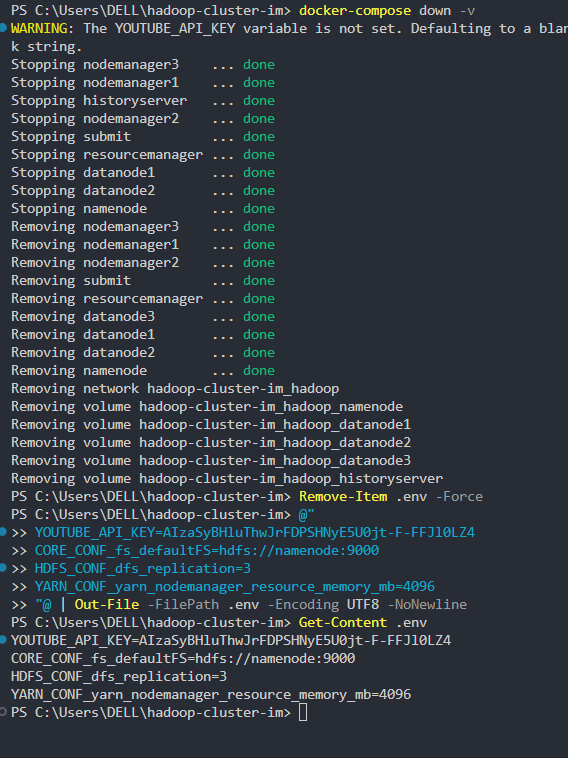 PS C:\Users\DELL\hadoop-cluster-im> docker-compose down -v
WARNING: The YOUTUBE_API_KEY variable is not set. Defaulting to a blan
k string.
Stopping nodemanager3    ... done
Stopping nodemanager1    ... done
Stopping historyserver   ... done
Stopping nodemanager2    ... done
Stopping submit          ... done
Stopping resourcemanager ... done
Stopping datanode1       ... done
Stopping datanode2       ... done
Stopping namenode        ... done
Removing nodemanager3    ... done
Removing nodemanager1    ... done
Removing nodemanager2    ... done
Removing submit          ... done
Removing resourcemanager ... done
Removing datanode3       ... done
Removing datanode1       ... done
Removing datanode2       ... done
Removing namenode        ... done
Removing network hadoop-cluster-im_hadoop
Removing volume hadoop-cluster-im_hadoop_namenode
Removing volume hadoop-cluster-im_hadoop_datanode1
Removing volume hadoop-cluster-im_hadoop_datanode2
Removing volume hadoop-cluster-im_hadoop_datanode3
Removing volume hadoop-cluster-im_hadoop_historyserver
PS C:\Users\DELL\hadoop-cluster-im> Remove-Item .env -Force
PS C:\Users\DELL\hadoop-cluster-im> @"
>> YOUTUBE_API_KEY=AIzaSyBHluThwJrFDPSHNyE5U0jt-F-FFJl0LZ4
>> CORE_CONF_fs_defaultFS=hdfs://namenode:9000
>> HDFS_CONF_dfs_replication=3
>> YARN_CONF_yarn_nodemanager_resource_memory_mb=4096
>> "@ | Out-File -FilePath .env -Encoding UTF8 -NoNewline
PS C:\Users\DELL\hadoop-cluster-im> Get-Content .env
YOUTUBE_API_KEY=AIzaSyBHluThwJrFDPSHNyE5U0jt-F-FFJl0LZ4
CORE_CONF_fs_defaultFS=hdfs://namenode:9000
HDFS_CONF_dfs_replication=3
YARN_CONF_yarn_nodemanager_resource_memory_mb=4096
PS C:\Users\DELL\hadoop-cluster-im>